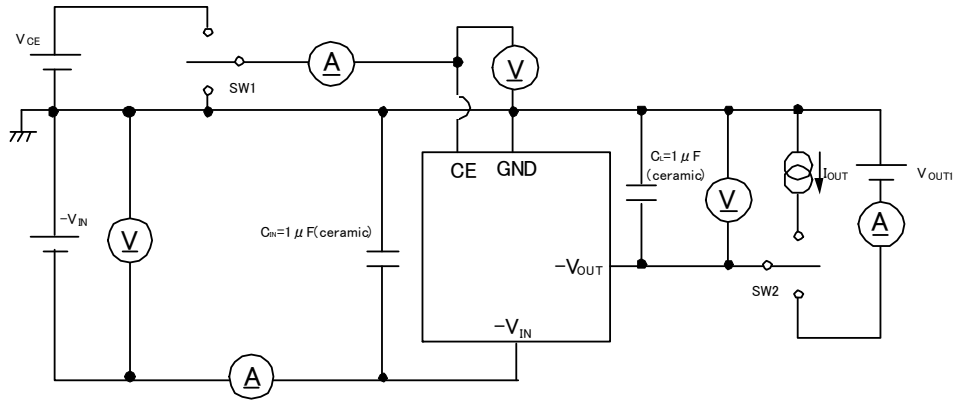 VCE
SW1
A
V
CE
GND
CL=1μF
(ceramic)
V
IOUT
VOUT1
A
−VIN
V
CIN=1μF(ceramic)
−VOUT
SW2
−VIN
A